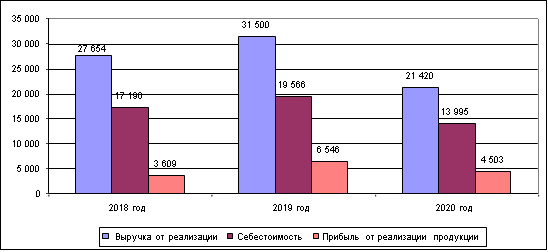 35 000
30 000
25 000
20 000
15 000
10 000
5 000
0
27 654
17 190
3 609
31 500
19 566
6 546
21 420
13 995
4 503
2018 год
2019 год
2020 год
Выручка от реализации
Себестоимость
Прибыль от реализации продукции